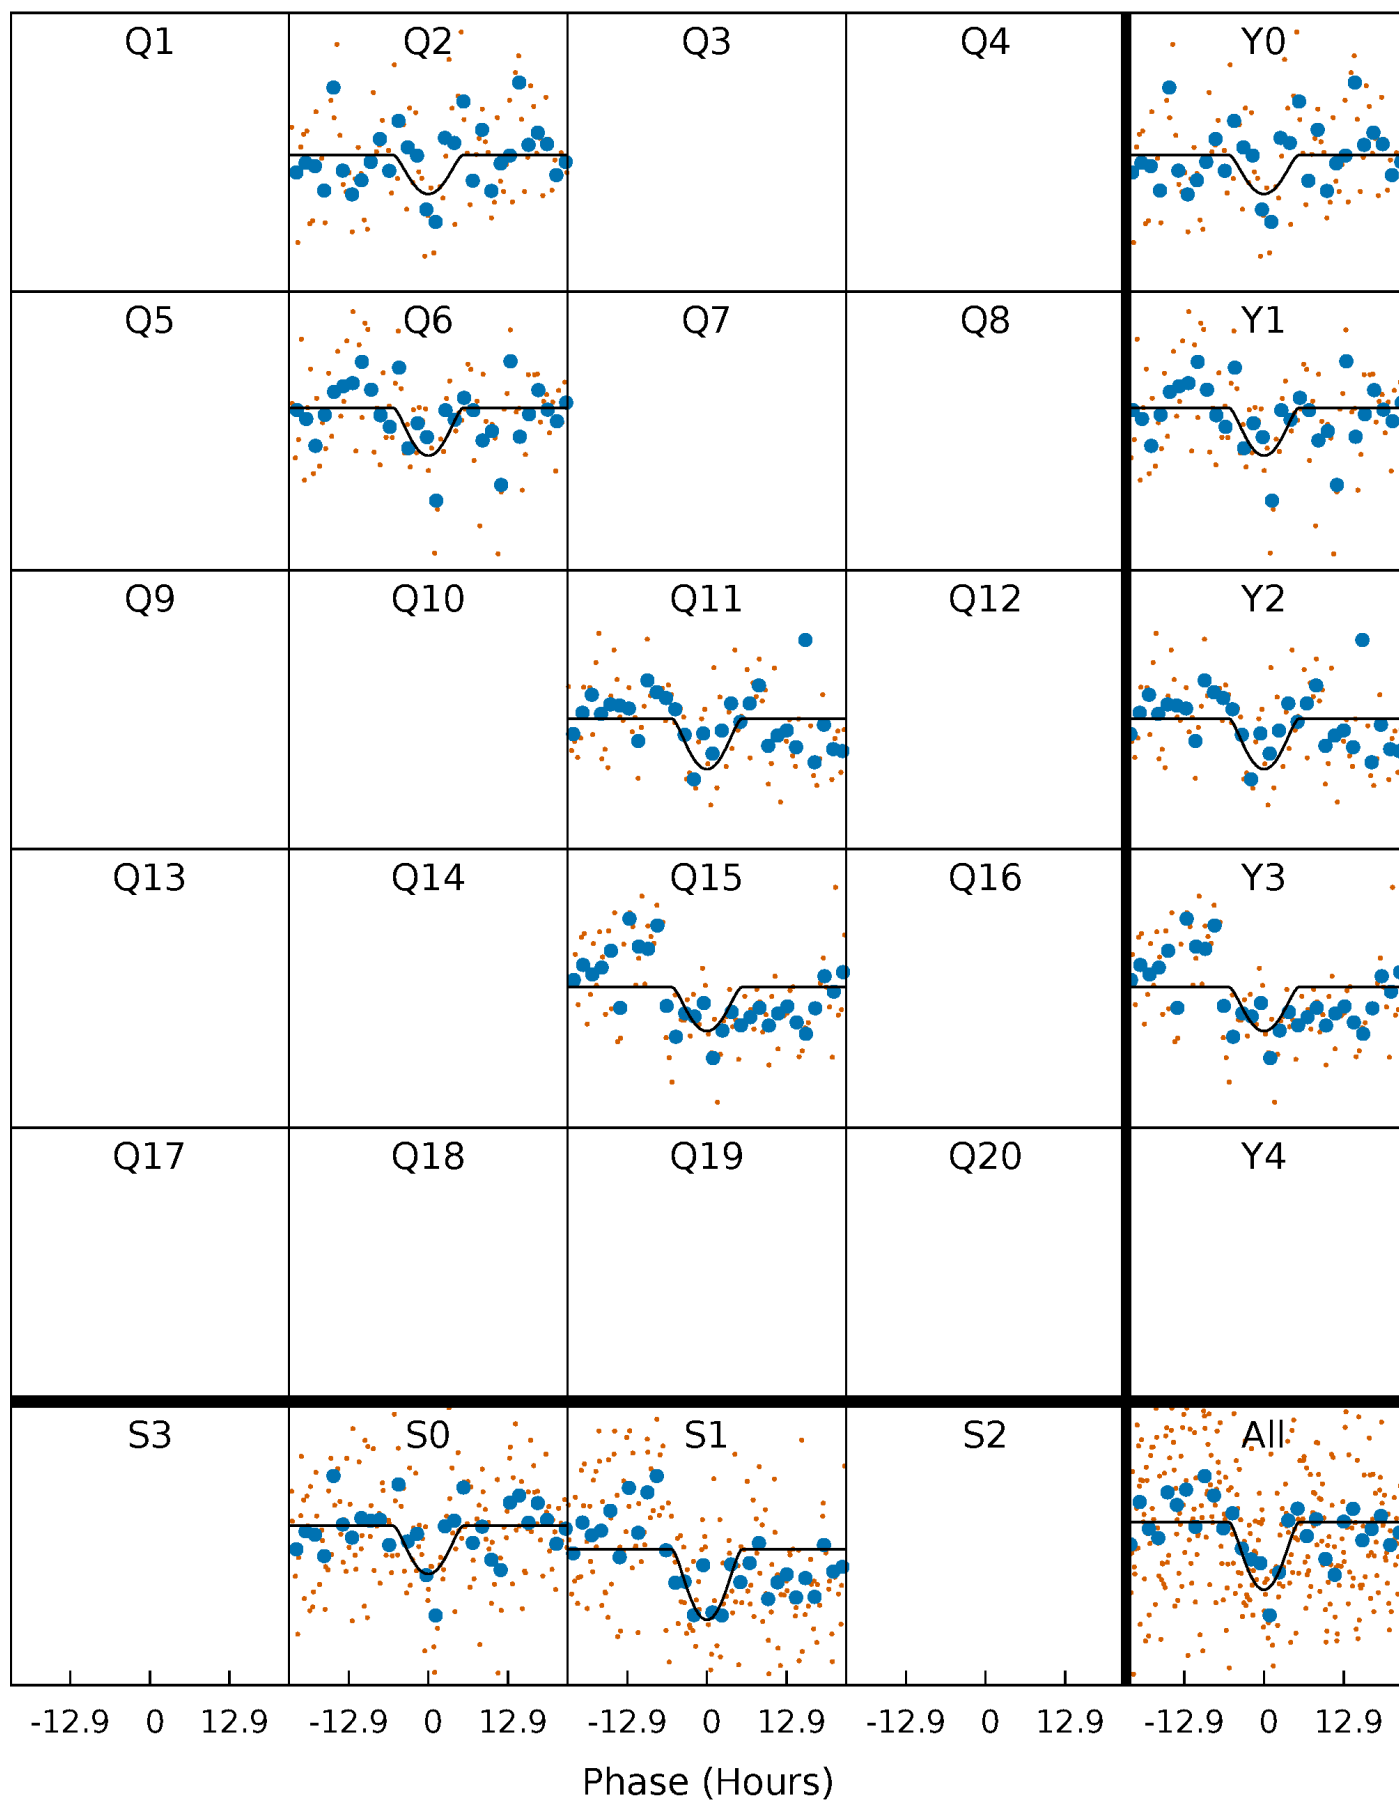 Q1 Q2 Q3 Q4 Y0
Q5 Q6 Q7 Q8 Y1
Q9 Q10 Q11 Q12 Y2
Q13 Q14 Q15 Q16 Y3
Q17 Q18 Q19 Q20 Y4
S3 S0 S1 S2 All
-12.9 0 12.9 -12.9 0 12.9 -12.9 0 12.9 -12.9 0 12.9 -12.9 0 12.9
Phase (Hours)